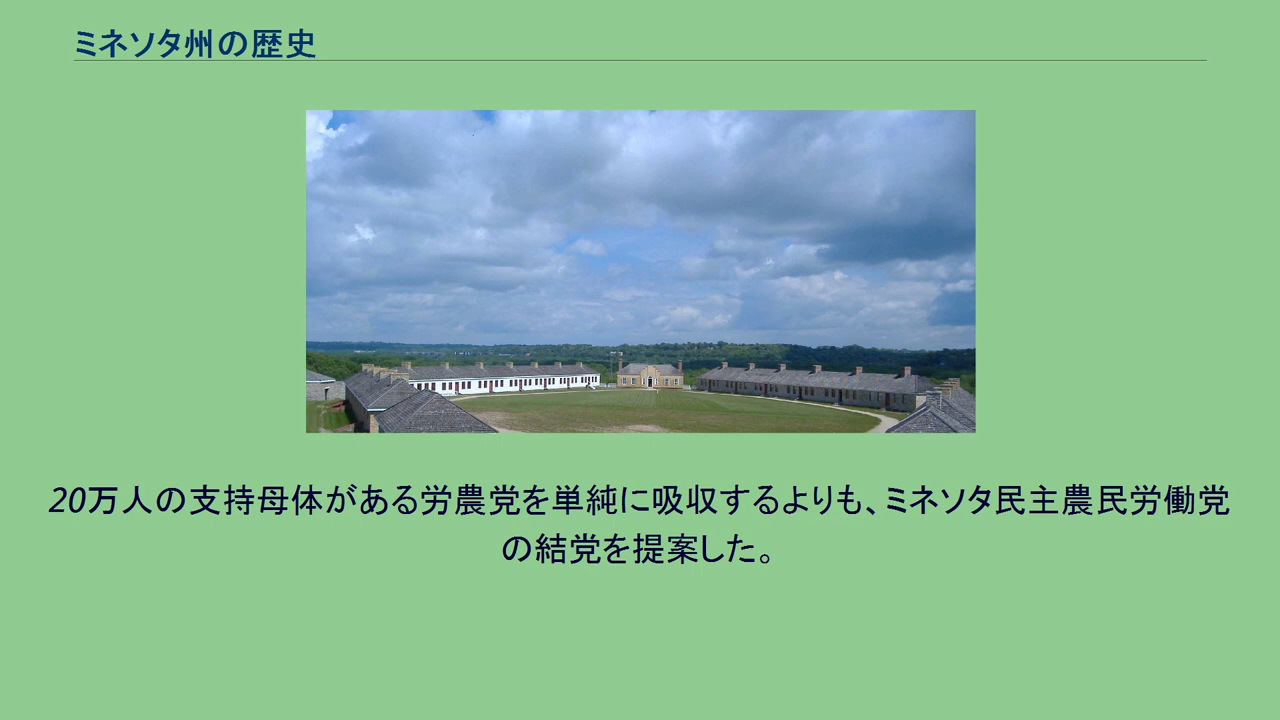 ミネソタ州の歴史
20万人の支持母体がある労農党を単純に吸収するよりも、ミネソタ民主農民労働党
の結党を提案した。